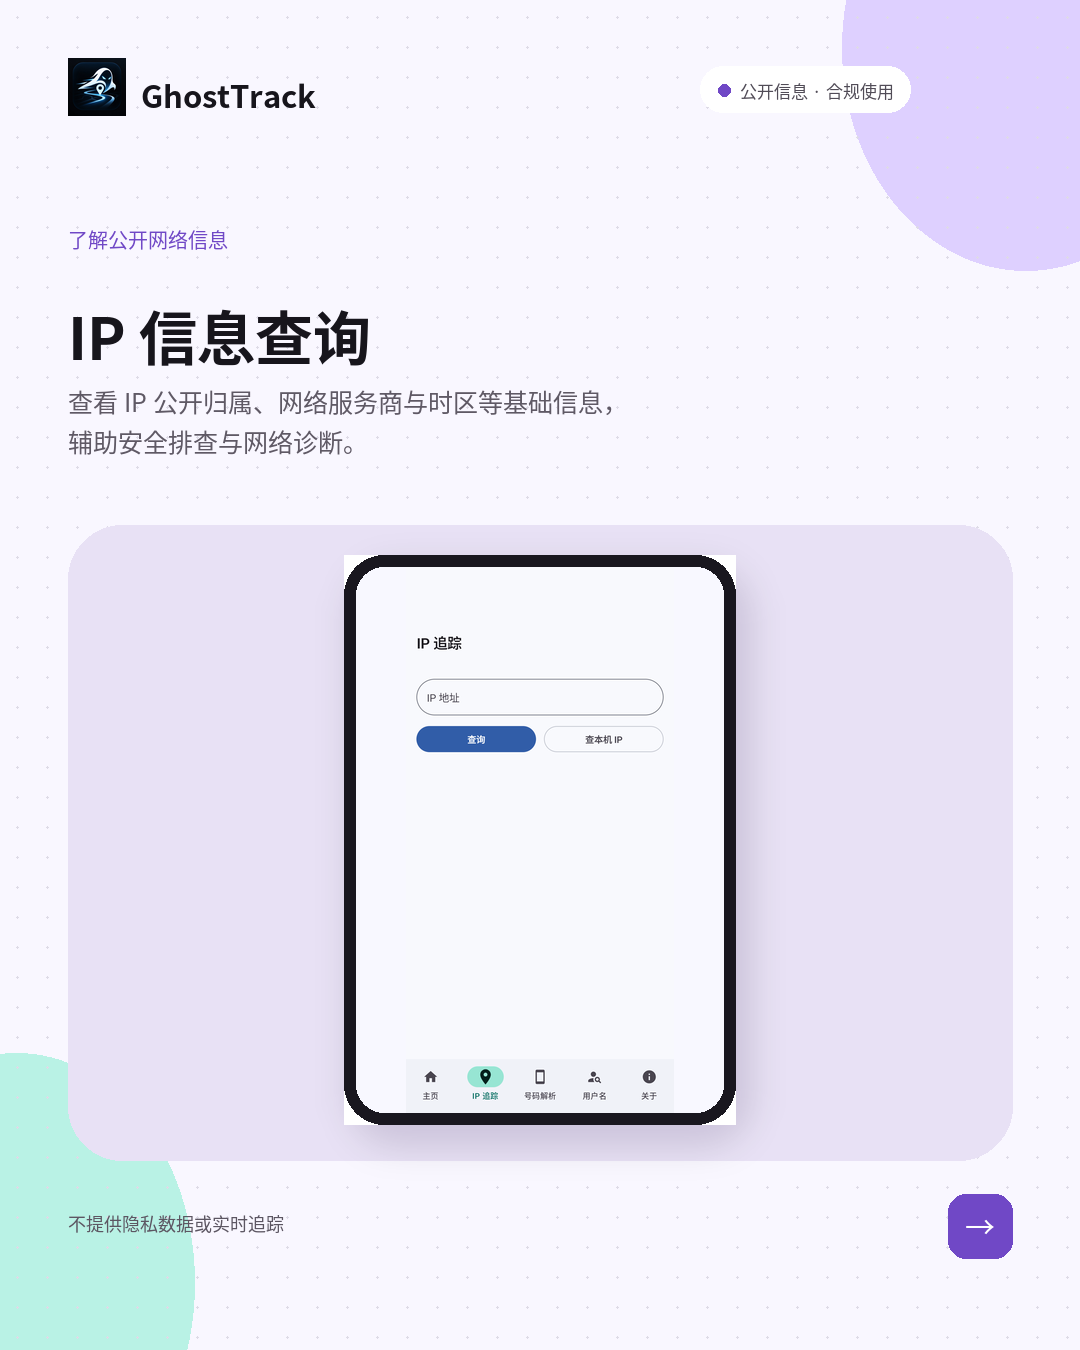 GhostTrack
公开信息 · 合规使用
了解公开网络信息
IP 信息查询
查看 IP 公开归属、网络服务商与时区等基础信息，
辅助安全排查与网络诊断。
IP 追踪
IP 地址
查询
查本机 IP
主页
IP 追踪
号码解析
用户名
关于
不提供隐私数据或实时追踪